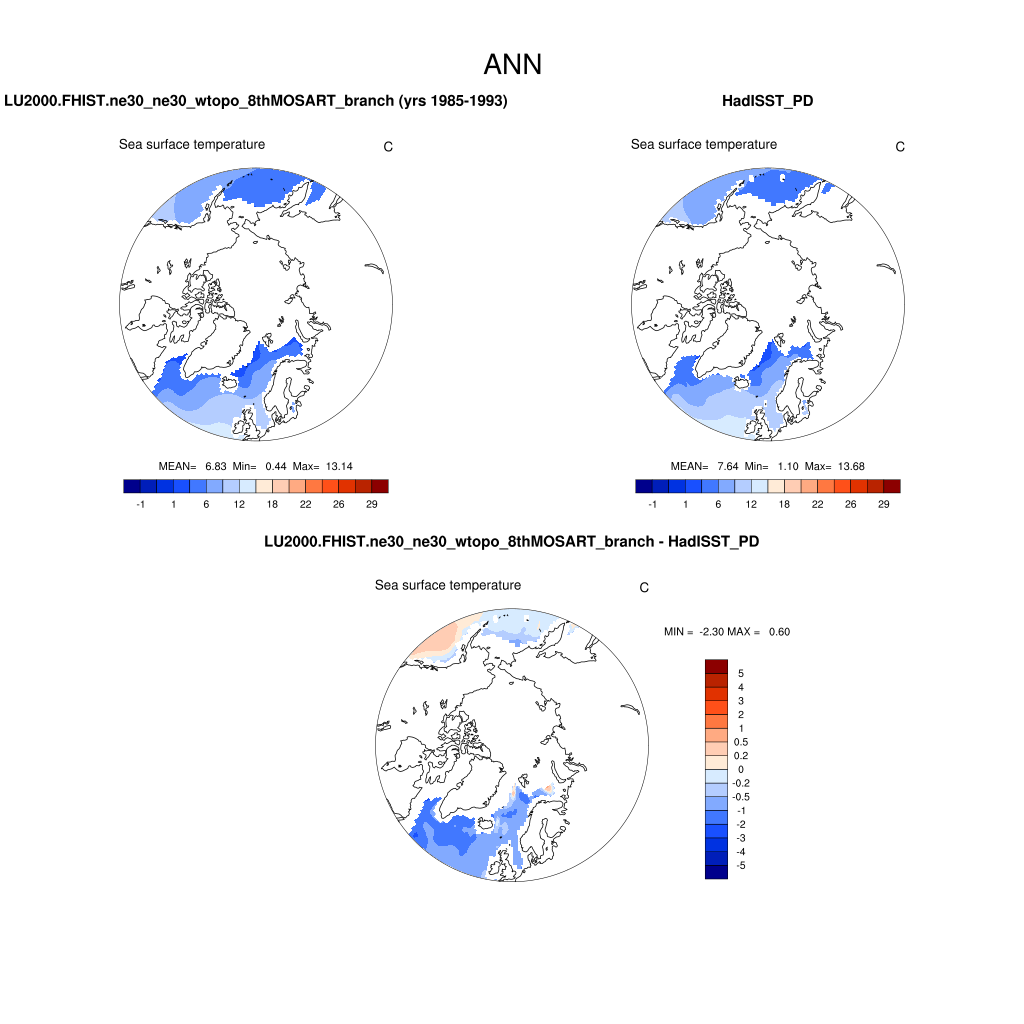 ANN
LU2000.FHIST.ne30_ne30_wtopo_8thMOSART_branch (yrs 1985-1993)
HadISST_PD
Sea surface temperature C
Sea surface temperature C
MEAN= 6.83 Min= 0.44 Max= 13.14
MEAN= 7.64 Min= 1.10 Max= 13.68
-1 1 6 12 18 22 26 29
-1 1 6 12 18 22 26 29
LU2000.FHIST.ne30_ne30_wtopo_8thMOSART_branch - HadISST_PD
Sea surface temperature C
MIN = -2.30 MAX = 0.60
5
4
3
2
1
0.5
0.2
0
-0.2
-0.5
-1
-2
-3
-4
-5